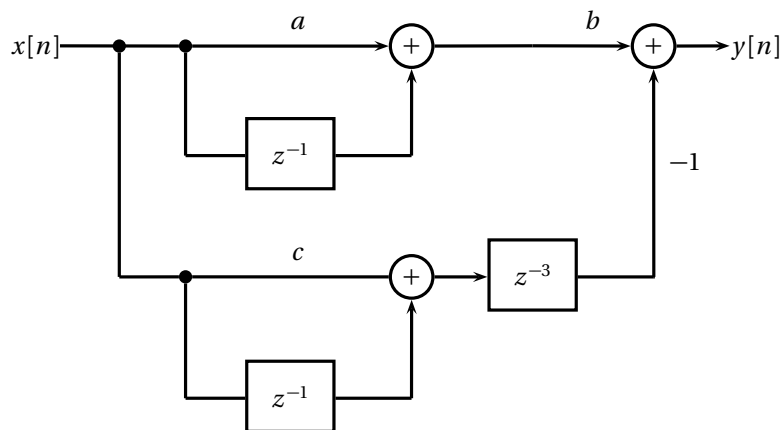 a b
x[n] + + y[n]
z⁻¹
−1
c
+ z⁻³
z⁻¹